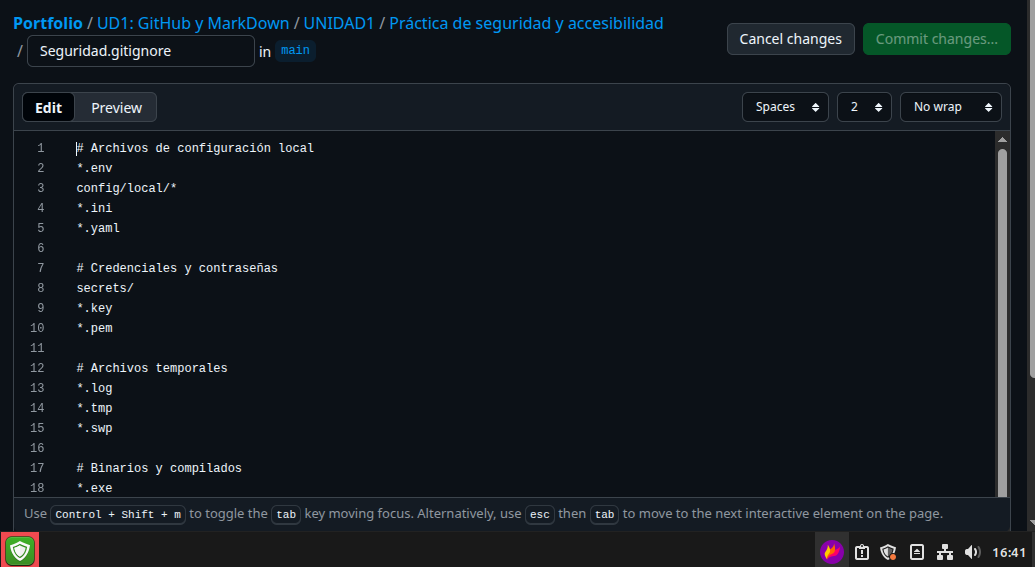 Portfolio / UD1: GitHub y MarkDown / UNIDAD1 / Práctica de seguridad y accesibilidad
/ Seguridad.gitignore in main
Cancel changes
Commit changes...
Edit
Preview
Spaces
2
No wrap
1 # Archivos de configuración local
2 *.env
3 config/local/*
4 *.ini
5 *.yaml
6
7 # Credenciales y contraseñas
8 secrets/
9 *.key
10 *.pem
11
12 # Archivos temporales
13 *.log
14 *.tmp
15 *.swp
16
17 # Binarios y compilados
18 *.exe
Use Control + Shift + m to toggle the tab key moving focus. Alternatively, use esc then tab to move to the next interactive element on the page.
16:41